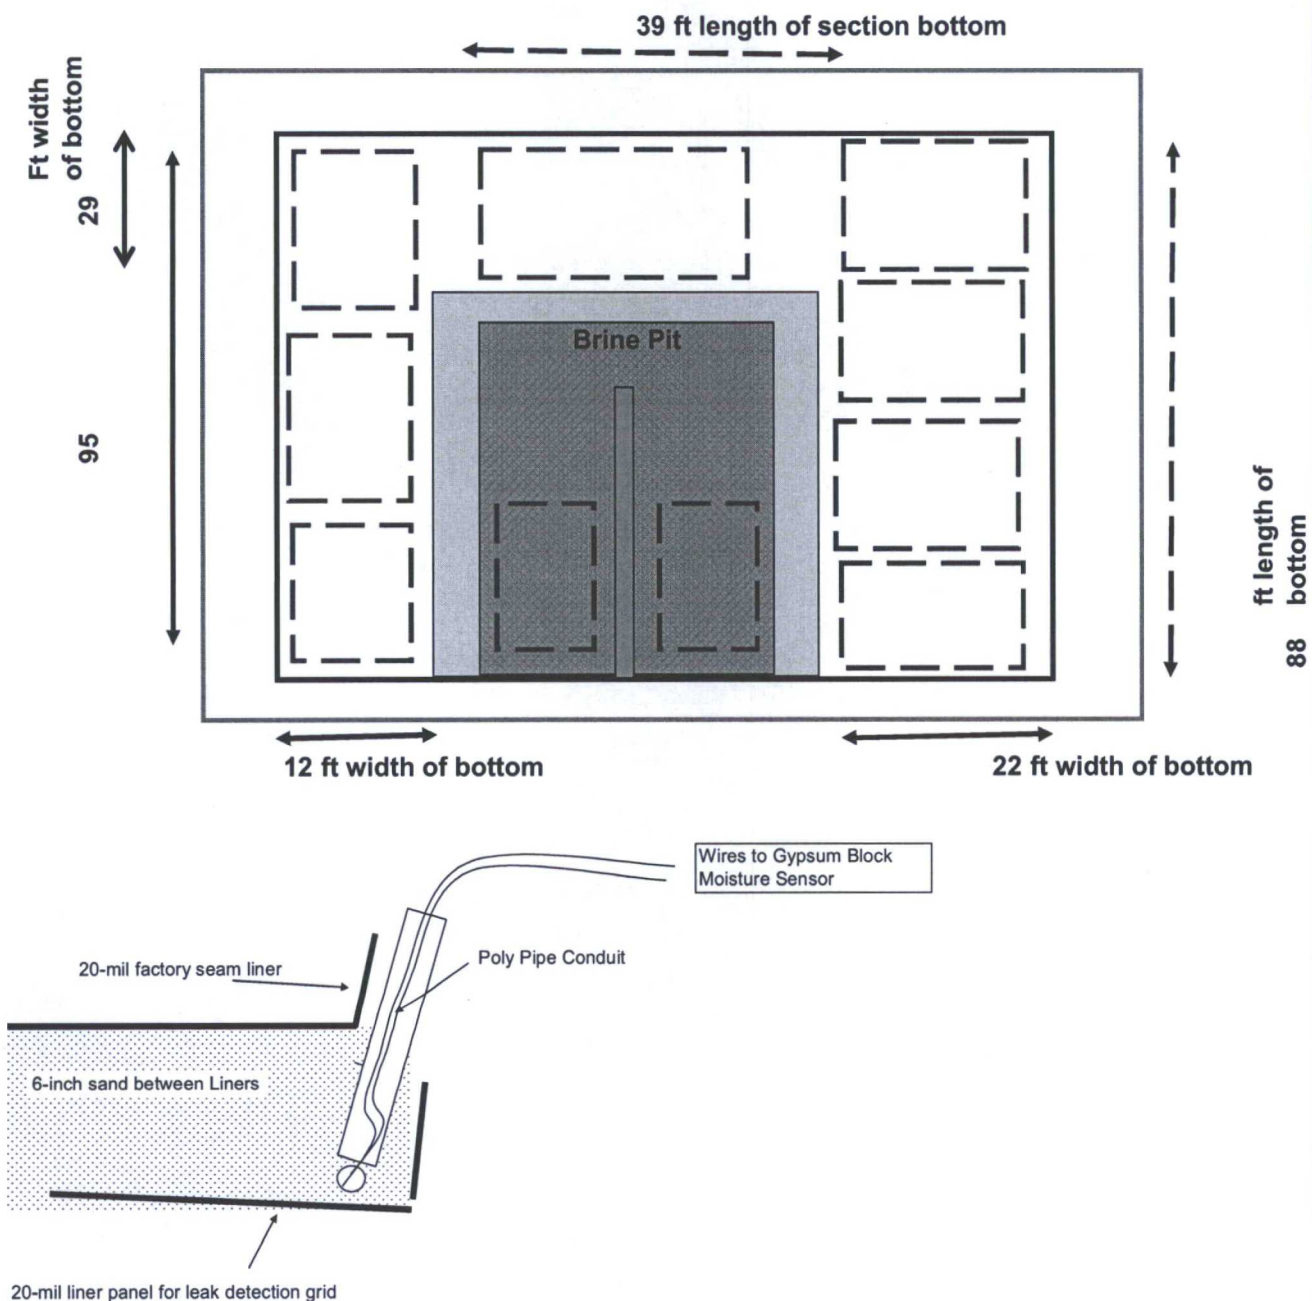 39 ft length of section bottom
Ft width
of bottom
29
95
Brine Pit
ft length of
bottom
88
12 ft width of bottom
22 ft width of bottom
Wires to Gypsum Block
Moisture Sensor
20-mil factory seam liner
Poly Pipe Conduit
6-inch sand between Liners
20-mil liner panel for leak detection grid